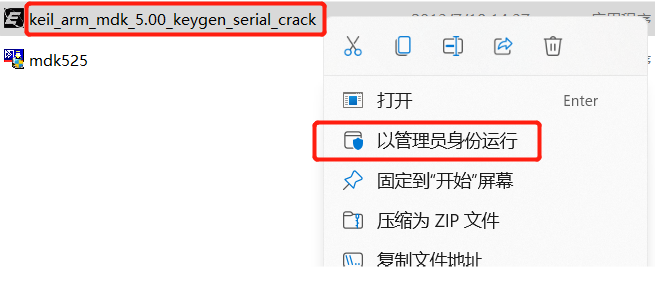 keil_arm_mdk_5.00_keygen_serial_crack
mdk525
打开 Enter
以管理员身份运行
固定到"开始"屏幕
压缩为 ZIP 文件
复制文件地址